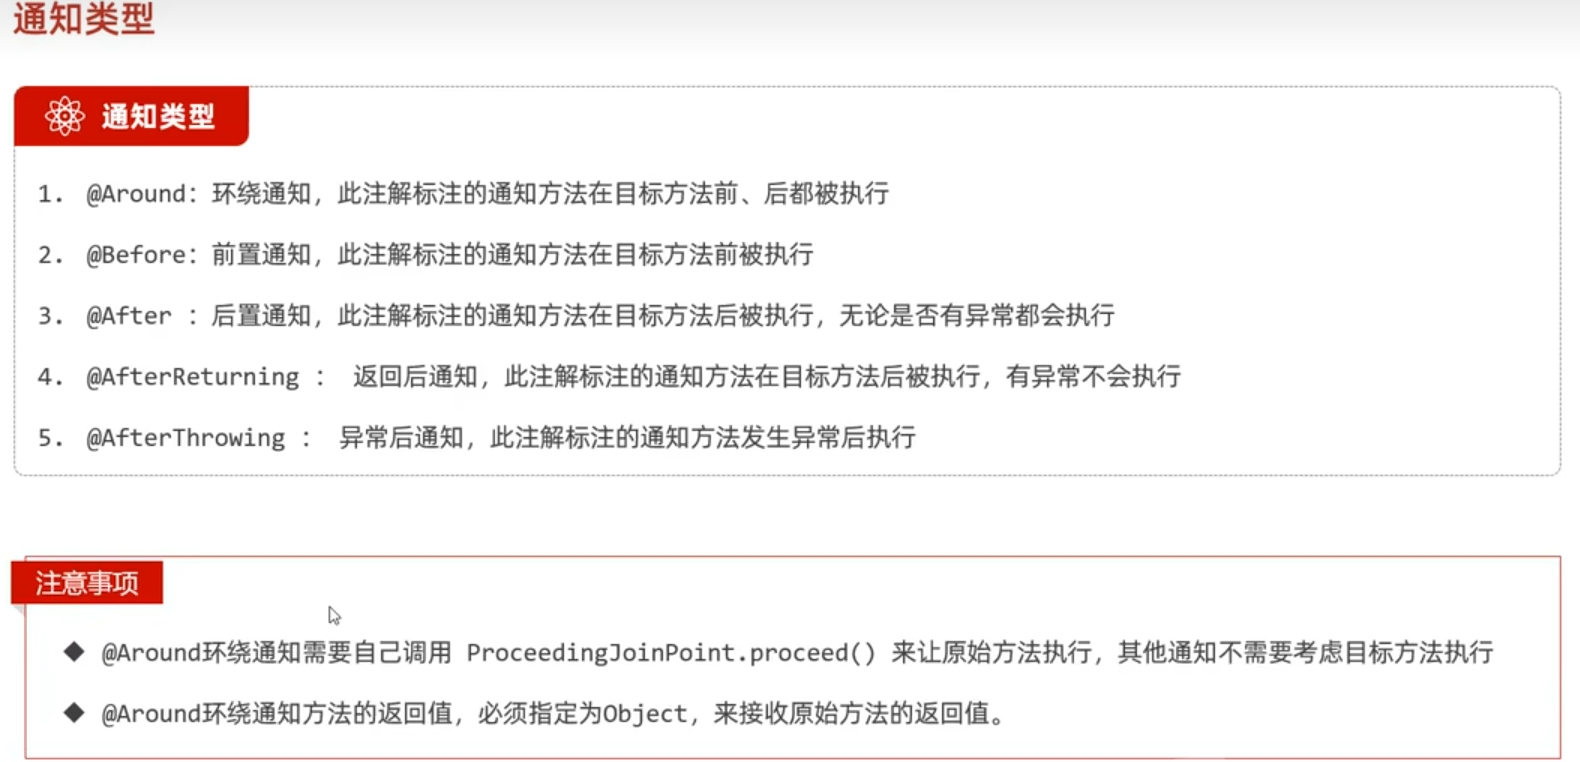 通知类型
通知类型
1. @Around：环绕通知，此注解标注的通知方法在目标方法前、后都被执行
2. @Before：前置通知，此注解标注的通知方法在目标方法前被执行
3. @After ：后置通知，此注解标注的通知方法在目标方法后被执行，无论是否有异常都会执行
4. @AfterReturning ： 返回后通知，此注解标注的通知方法在目标方法后被执行，有异常不会执行
5. @AfterThrowing ： 异常后通知，此注解标注的通知方法发生异常后执行
注意事项
◆ @Around环绕通知需要自己调用 ProceedingJoinPoint.proceed() 来让原始方法执行，其他通知不需要考虑目标方法执行
◆ @Around环绕通知方法的返回值，必须指定为Object，来接收原始方法的返回值。